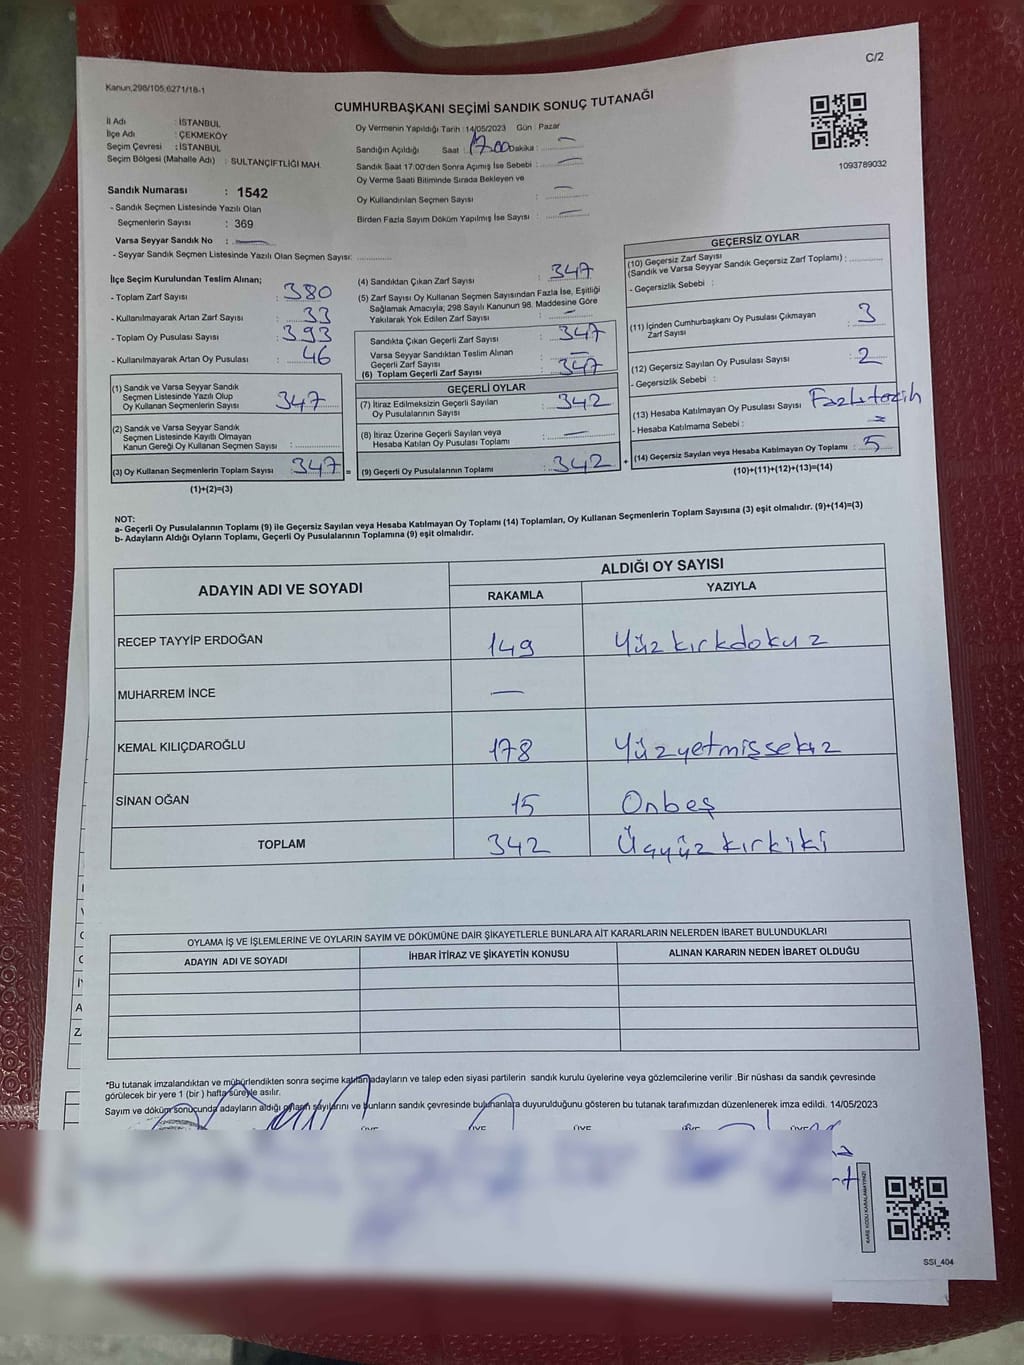 C/2
Kanun,298/105;6271/18-1
CUMHURBAŞKANI SEÇİMİ SANDIK SONUÇ TUTANAĞI
İl Adı : İSTANBUL
İlçe Adı : ÇEKMEKÖY
Seçim Çevresi : İSTANBUL
Seçim Bölgesi (Mahalle Adı) : SULTANÇİFTLİĞİ MAH.
Sandık Numarası : 1542
- Sandık Seçmen Listesinde Yazılı Olan
Seçmenlerin Sayısı : 369
Varsa Seyyar Sandık No :
- Seyyar Sandık Seçmen Listesinde Yazılı Olan Seçmen Sayısı:
Oy Vermenin Yapıldığı Tarih :14/05/2023 Gün : Pazar
Sandığın Açıldığı Saat : 17.00 Dakika :
Sandık Saat 17:00'den Sonra Açımış İse Sebebi :
Oy Verme Saati Bitiminde Sırada Bekleyen ve
Oy Kullandırılan Seçmen Sayısı :
Birden Fazla Sayım Döküm Yapılmış İse Sayısı :
1093789032
İlçe Seçim Kurulundan Teslim Alınan;
- Toplam Zarf Sayısı : 380
- Kullanılmayarak Artan Zarf Sayısı : 33
- Toplam Oy Pusulası Sayısı : 393
- Kullanılmayarak Artan Oy Pusulası : 46
(1) Sandık ve Varsa Seyyar Sandık
Seçmen Listesinde Yazılı Olup
Oy Kullanan Seçmenlerin Sayısı : 347
(2) Sandık ve Varsa Seyyar Sandık
Seçmen Listesinde Kayıtlı Olmayan
Kanun Gereği Oy Kullanan Seçmen Sayısı :
(3) Oy Kullanan Seçmenlerin Toplam Sayısı : 347 =
(1)+(2)=(3)
(4) Sandıktan Çıkan Zarf Sayısı : 347
(5) Zarf Sayısı Oy Kullanan Seçmen Sayısından Fazla İse, Eşitliği
Sağlamak Amacıyla; 298 Sayılı Kanunun 98. Maddesine Göre
Yakılarak Yok Edilen Zarf Sayısı :
Sandıkta Çıkan Geçerli Zarf Sayısı : 347
Varsa Seyyar Sandıktan Teslim Alınan
Geçerli Zarf Sayısı :
(6) Toplam Geçerli Zarf Sayısı : 347
GEÇERLİ OYLAR
(7) İtiraz Edilmeksizin Geçerli Sayılan
Oy Pusulalarının Sayısı : 342
(8) İtiraz Üzerine Geçerli Sayılan veya
Hesaba Katılan Oy Pusulaları Toplamı :
(9) Geçerli Oy Pusulalarının Toplamı : 342 +
GEÇERSİZ OYLAR
(10) Geçersiz Zarf Sayısı
(Sandık ve Varsa Seyyar Sandık Geçersiz Zarf Toplamı) :
- Geçersizlik Sebebi :
(11) İçinden Cumhurbaşkanı Oy Pusulası Çıkmayan
Zarf Sayısı : 3
(12) Geçersiz Sayılan Oy Pusulası Sayısı : 2
- Geçersizlik Sebebi :
(13) Hesaba Katılmayan Oy Pusulası Sayısı
- Hesaba Katılmama Sebebi :
(14) Geçersiz Sayılan veya Hesaba Katılmayan Oy Toplamı : 5
(10)+(11)+(12)+(13)=(14)
NOT:
a- Geçerli Oy Pusulalarının Toplamı (9) ile Geçersiz Sayılan veya Hesaba Katılmayan Oy Toplamı (14) Toplamları, Oy Kullanan Seçmenlerin Toplam Sayısına (3) eşit olmalıdır. (9)+(14)=(3)
b- Adayların Aldığı Oyların Toplamı, Geçerli Oy Pusulalarının Toplamına (9) eşit olmalıdır.
ADAYIN ADI VE SOYADI
ALDIĞI OY SAYISI
RAKAMLA YAZIYLA
RECEP TAYYİP ERDOĞAN 149 Yüzkırkdokuz
MUHARREM İNCE —
KEMAL KILIÇDAROĞLU 178 Yüzyetmişsekiz
SİNAN OĞAN 15 Onbeş
TOPLAM 342 Üçyüzkırkiki
OYLAMA İŞ VE İŞLEMLERİNE VE OYLARIN SAYIM VE DÖKÜMÜNE DAİR ŞİKAYETLERLE BUNLARA AİT KARARLARIN NELERDEN İBARET BULUNDUKLARI
ADAYIN ADI VE SOYADI İHBAR İTİRAZ VE ŞİKAYETİN KONUSU ALINAN KARARIN NEDEN İBARET OLDUĞU
*Bu tutanak imzalandıktan ve mühürlendikten sonra seçime katılan adayların ve talep eden siyasi partilerin sandık kurulu üyelerine veya gözlemcilerine verilir .Bir nüshası da sandık çevresinde
görülecek bir yere 1 (bir ) hafta süreyle asılır.
Sayım ve döküm sonucunda adayların aldığı oyların sayılarını ve bunların sandık çevresinde bulunanlara duyurulduğunu gösteren bu tutanak tarafımızdan düzenlenerek imza edildi. 14/05/2023
KARE KODU KARALAMAYINIZ!
SSI_404